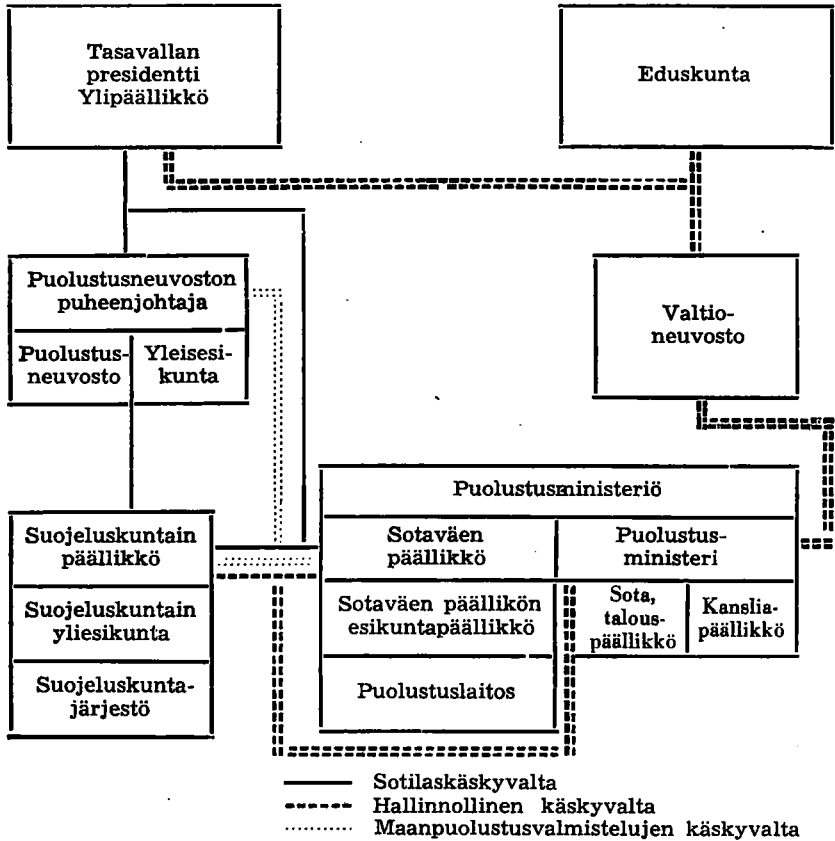 Tasavallan
presidentti
Ylipäällikkö
Eduskunta
Puolustusneuvoston
puheenjohtaja
Puolustus-
neuvosto
Yleisesi-
kunta
Valtio-
neuvosto
Puolustusministeriö
Suojeluskuntain
päällikkö
Sotaväen
päällikkö
Puolustus-
ministeri
Suojeluskuntain
yliesikunta
Sotaväen päällikön
esikuntapäällikkö
Sota,
talous-
päällikkö
Kanslia-
päällikkö
Suojeluskunta-
järjestö
Puolustuslaitos
Sotilaskäskyvalta
Hallinnollinen käskyvalta
Maanpuolustusvalmistelujen käskyvalta